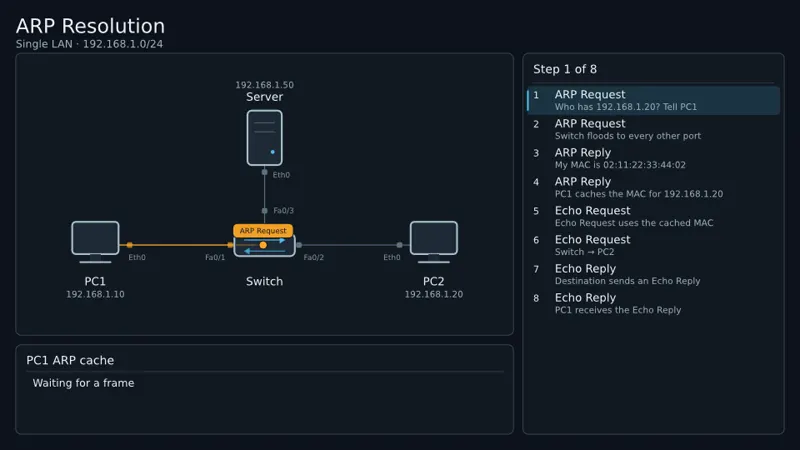 ARP Resolution
Single LAN · 192.168.1.0/24
192.168.1.50
Server
Eth0
Fa0/3
ARP Request
Eth0
Fa0/1
Fa0/2
Eth0
PC1
192.168.1.10
Switch
PC2
192.168.1.20
PC1 ARP cache
Waiting for a frame
Step 1 of 8
1 ARP Request
Who has 192.168.1.20? Tell PC1
2 ARP Request
Switch floods to every other port
3 ARP Reply
My MAC is 02:11:22:33:44:02
4 ARP Reply
PC1 caches the MAC for 192.168.1.20
5 Echo Request
Echo Request uses the cached MAC
6 Echo Request
Switch → PC2
7 Echo Reply
Destination sends an Echo Reply
8 Echo Reply
PC1 receives the Echo Reply